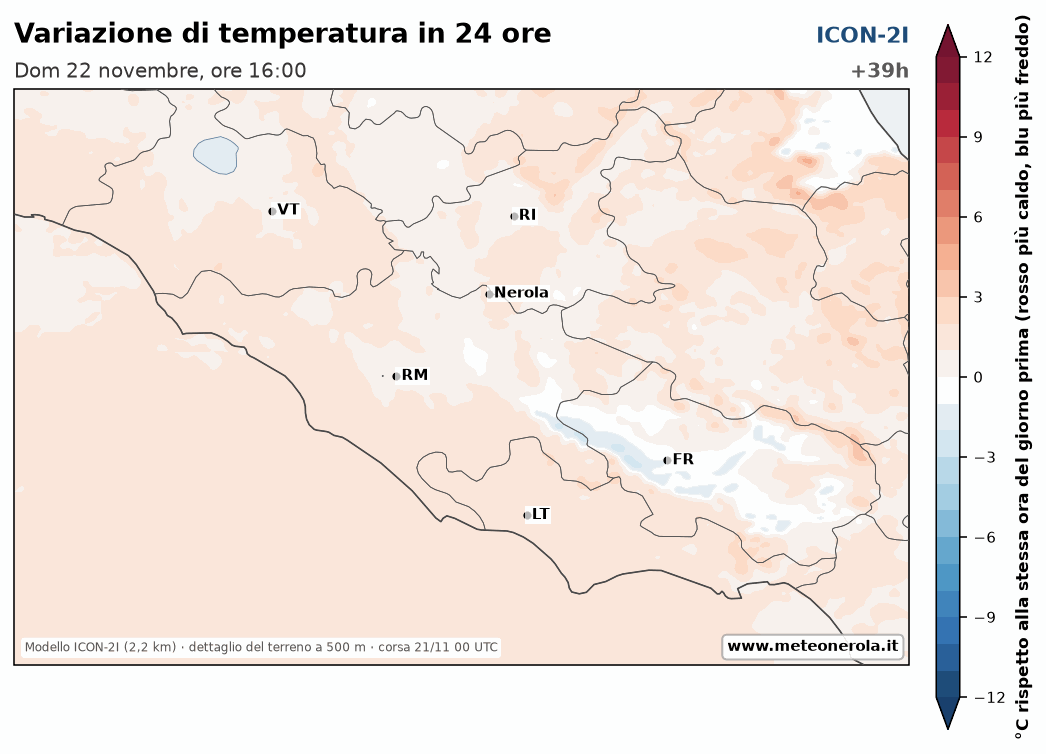 Variazione di temperatura in 24 ore
ICON-2I
Dom 22 novembre, ore 16:00
+39h
VT
RI
Nerola
RM
FR
LT
Modello ICON-2I (2,2 km) · dettaglio del terreno a 500 m · corsa 21/11 00 UTC
www.meteonerola.it
12
9
6
3
0
−3
−6
−9
−12
°C rispetto alla stessa ora del giorno prima (rosso più caldo, blu più freddo)